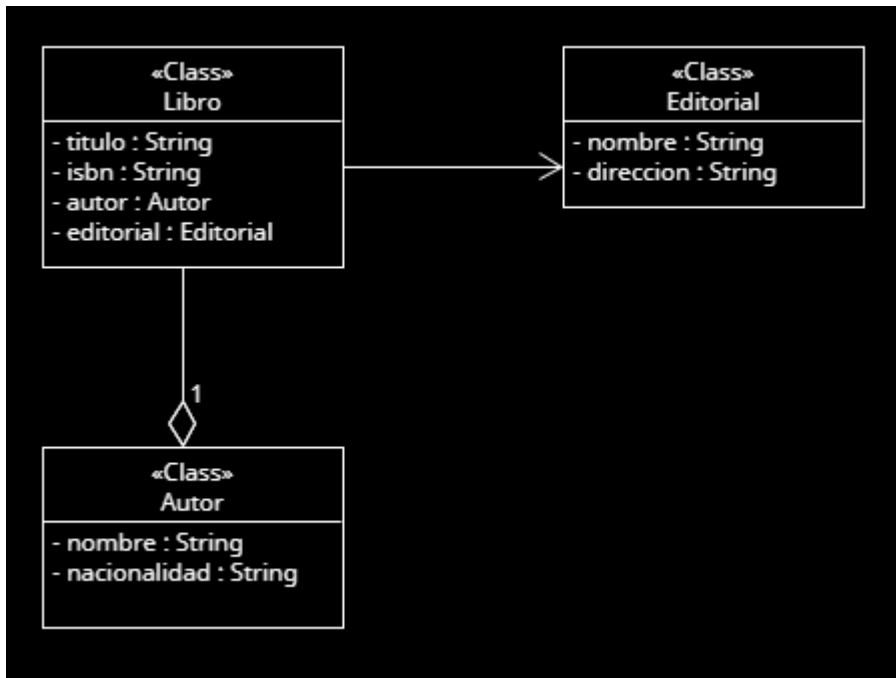 «Class»
Libro
- titulo : String
- isbn : String
- autor : Autor
- editorial : Editorial
«Class»
Editorial
- nombre : String
- direccion : String
1
«Class»
Autor
- nombre : String
- nacionalidad : String